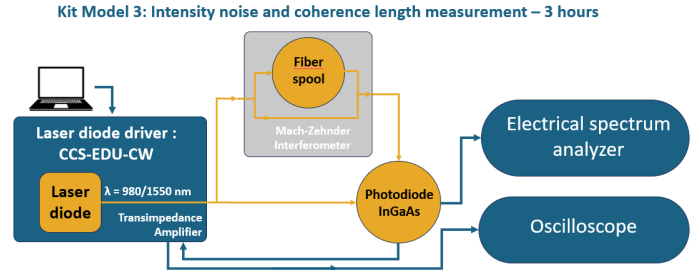 Kit Model 3: Intensity noise and coherence length measurement – 3 hours
Fiber
spool
Mach-Zehnder
Interferometer
Laser diode driver :
CCS-EDU-CW
Laser
diode
λ = 980/1550 nm
Transimpedance
Amplifier
Photodiode
InGaAs
Electrical spectrum
analyzer
Oscilloscope